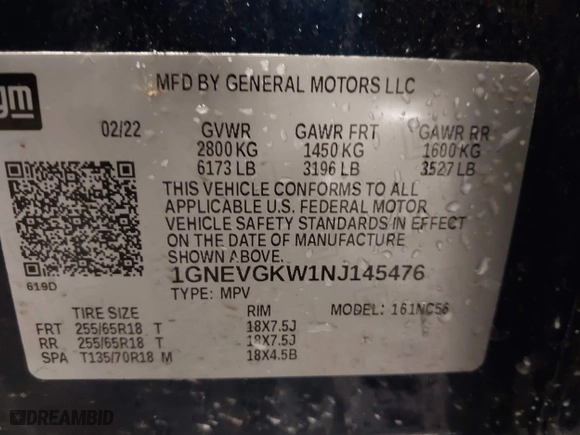 gm
MFD BY GENERAL MOTORS LLC
02/22 GVWR GAWR FRT GAWR RR
2800 KG 1450 KG 1600 KG
6173 LB 3196 LB 3527 LB
THIS VEHICLE CONFORMS TO ALL
APPLICABLE U.S. FEDERAL MOTOR
VEHICLE SAFETY STANDARDS IN EFFECT
ON THE DATE OF MANUFACTURE
SHOWN ABOVE.
1GNEVGKW1NJ145476
619D
TYPE: MPV
TIRE SIZE RIM MODEL: 161NC56
FRT 255/65R18 T 18X7.5J
RR 255/65R18 T 18X7.5J
SPA T135/70R18 M 18X4.5B
DREAMBID